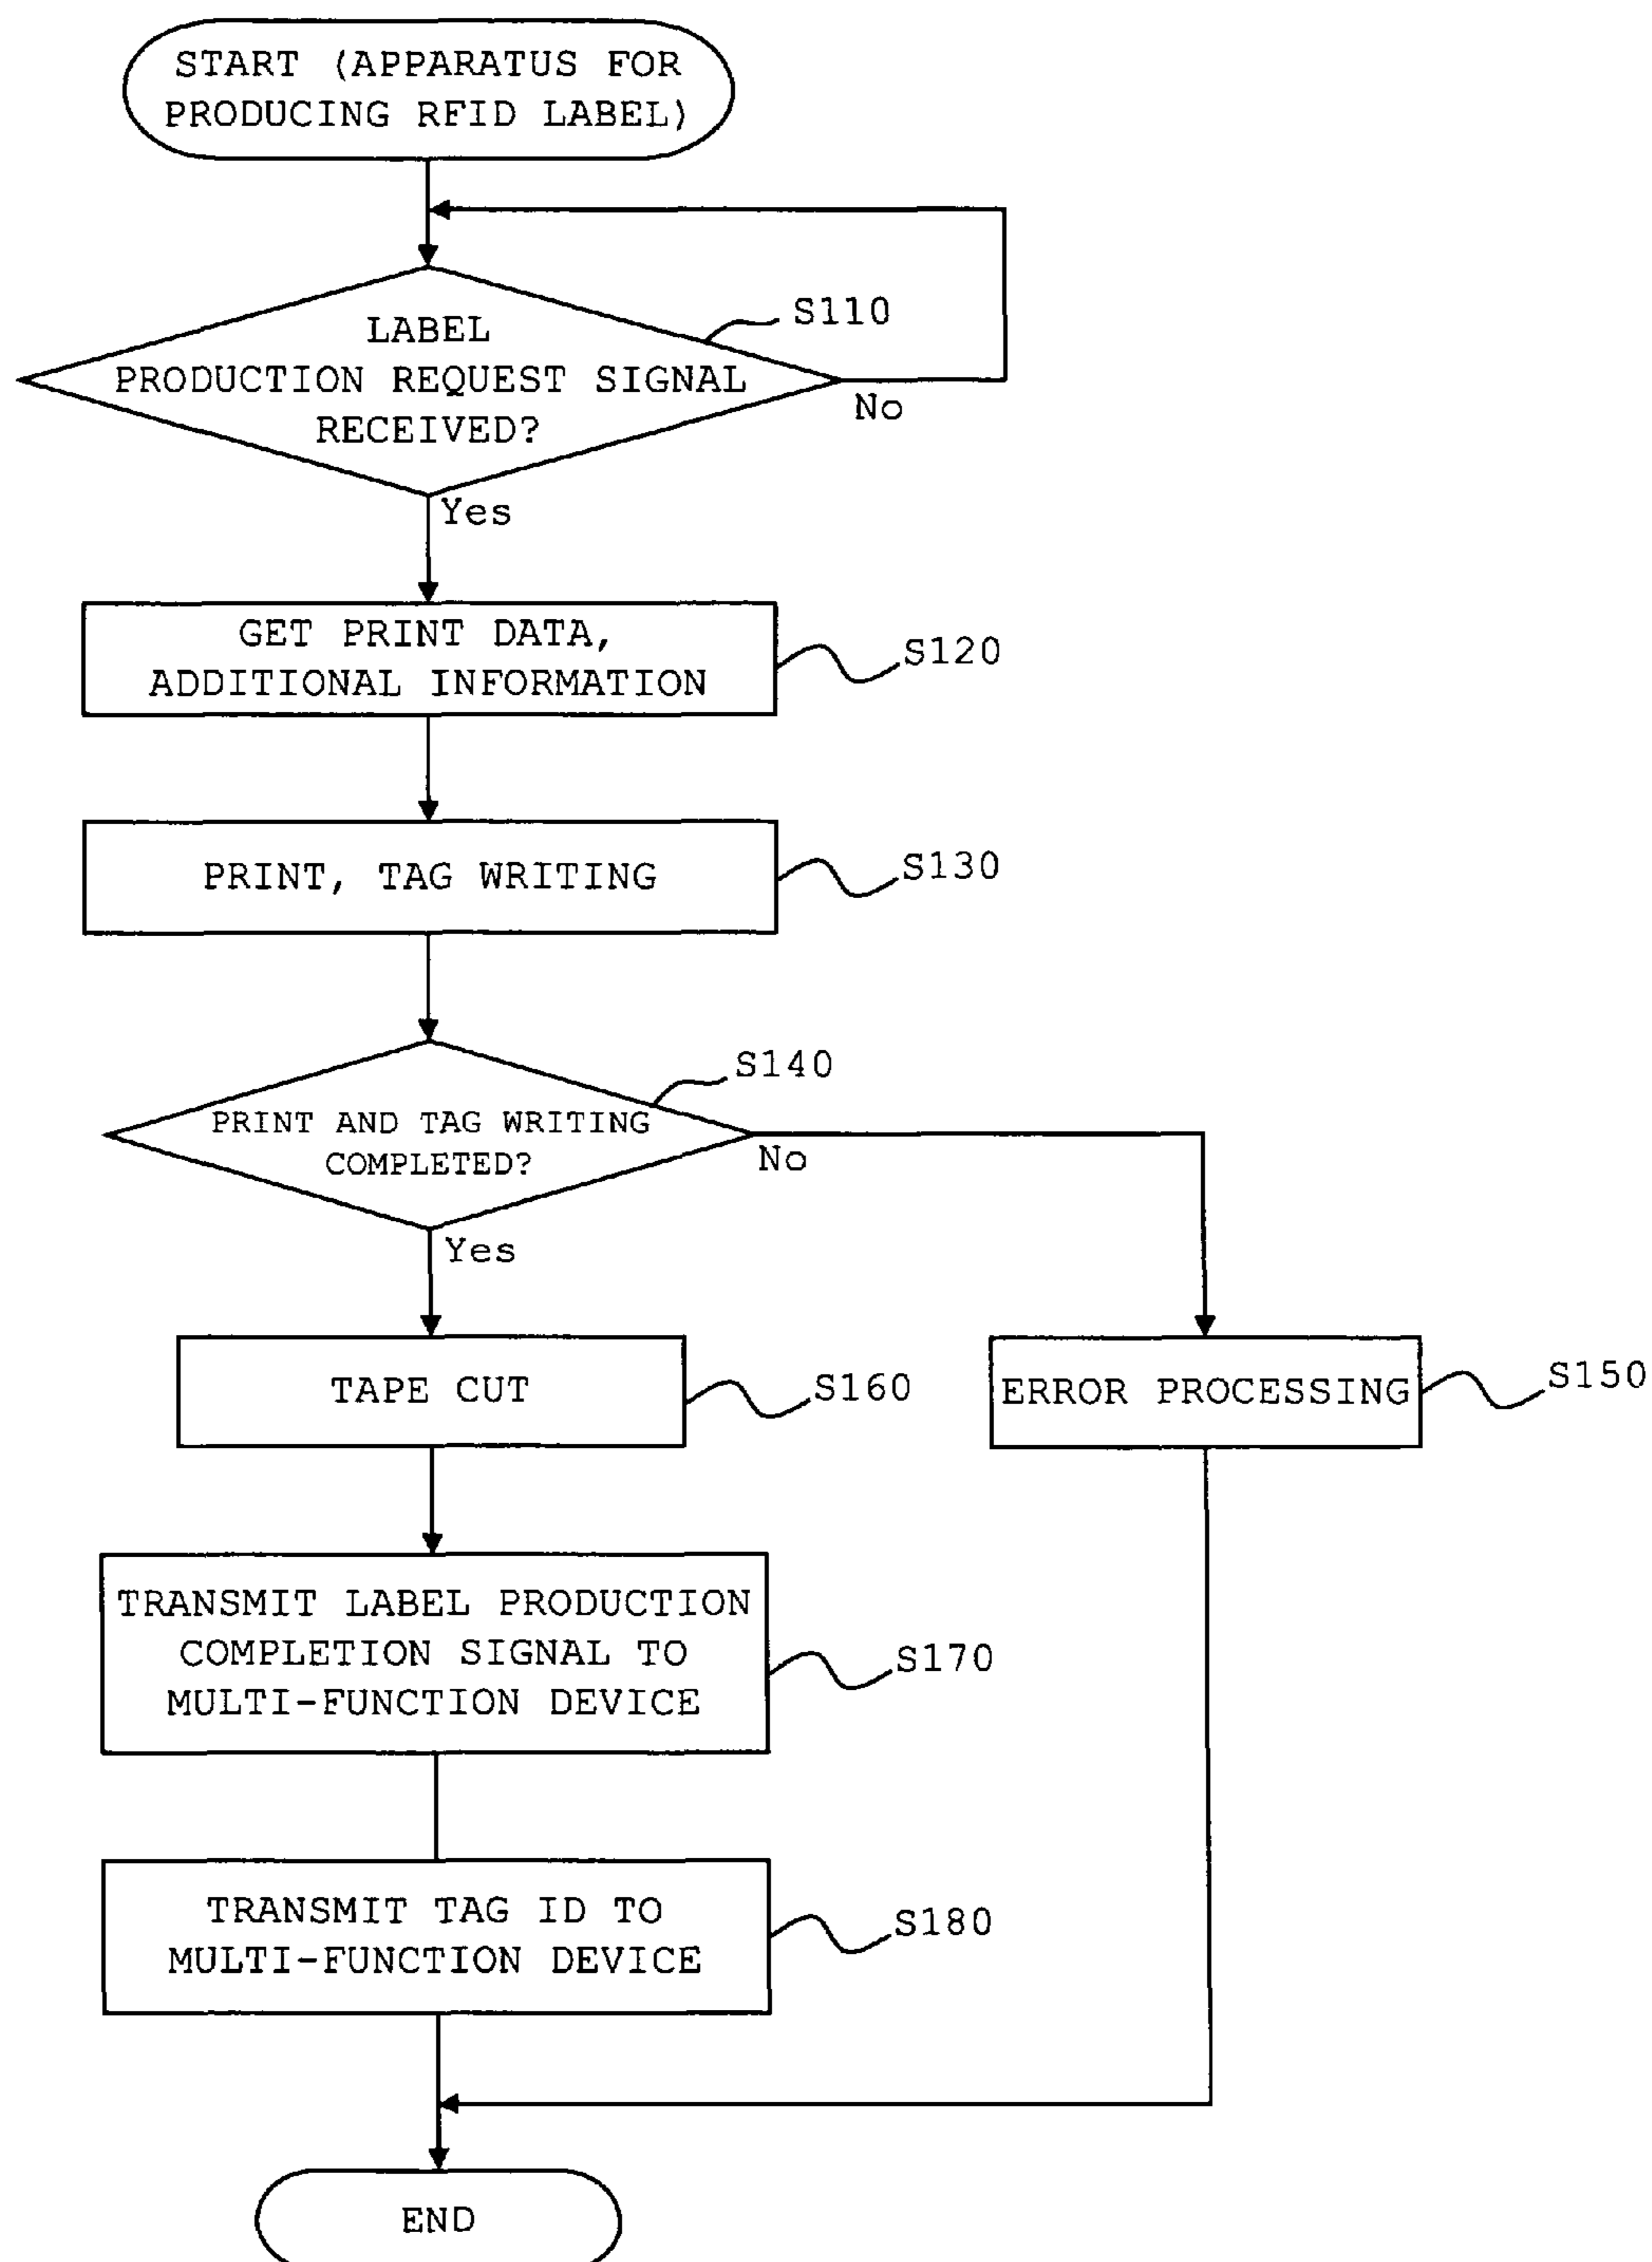 START (APPARATUS FOR
PRODUCING RFID LABEL)
S110
LABEL
PRODUCTION REQUEST SIGNAL
RECEIVED?
No
Yes
GET PRINT DATA,
ADDITIONAL INFORMATION
S120
PRINT, TAG WRITING
S130
S140
PRINT AND TAG WRITING
COMPLETED?
No
Yes
TAPE CUT
S160
ERROR PROCESSING
S150
TRANSMIT LABEL PRODUCTION
COMPLETION SIGNAL TO
MULTI-FUNCTION DEVICE
S170
TRANSMIT TAG ID TO
MULTI-FUNCTION DEVICE
S180
END